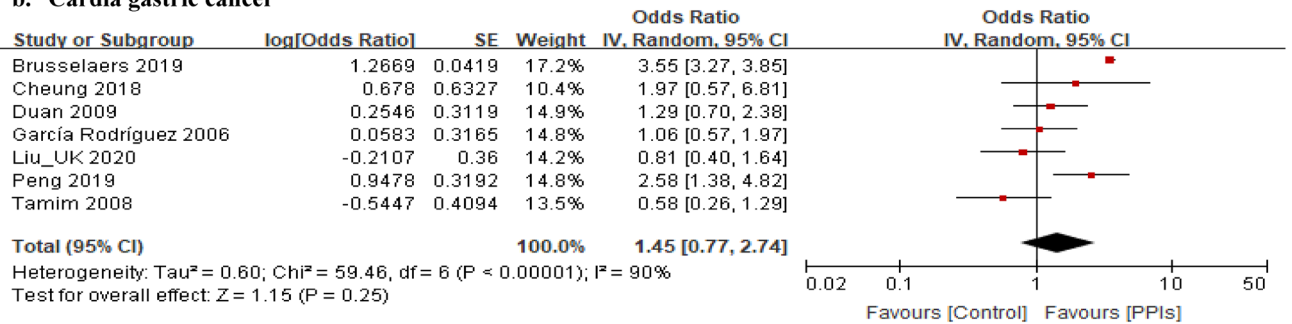 b. Cardia gastric cancer
Odds Ratio Odds Ratio
Study or Subgroup log[Odds Ratio] SE Weight IV, Random, 95% CI IV, Random, 95% CI
Brusselaers 2019 1.2669 0.0419 17.2% 3.55 [3.27, 3.85]
Cheung 2018 0.678 0.6327 10.4% 1.97 [0.57, 6.81]
Duan 2009 0.2546 0.3119 14.9% 1.29 [0.70, 2.38]
García Rodríguez 2006 0.0583 0.3165 14.8% 1.06 [0.57, 1.97]
Liu_UK 2020 -0.2107 0.36 14.2% 0.81 [0.40, 1.64]
Peng 2019 0.9478 0.3192 14.8% 2.58 [1.38, 4.82]
Tamim 2008 -0.5447 0.4094 13.5% 0.58 [0.26, 1.29]
Total (95% CI) 100.0% 1.45 [0.77, 2.74]
Heterogeneity: Tau² = 0.60; Chi² = 59.46, df = 6 (P < 0.00001); I² = 90%
Test for overall effect: Z = 1.15 (P = 0.25)
0.02 0.1 1 10 50
Favours [Control] Favours [PPIs]